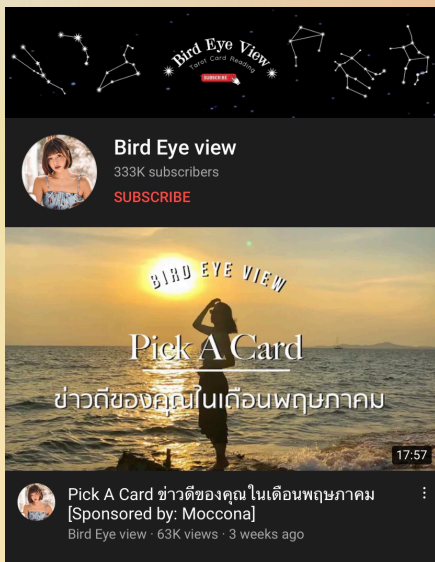 Bird Eye View
Tarot Card Reading
SUBSCRIBE
Bird Eye view
333K subscribers
SUBSCRIBE
BIRD EYE VIEW
Pick A Card
ข่าวดีของคุณในเดือนพฤษภาคม
17:57
Pick A Card ข่าวดีของคุณในเดือนพฤษภาคม
[Sponsored by: Moccona]
Bird Eye view · 63K views · 3 weeks ago